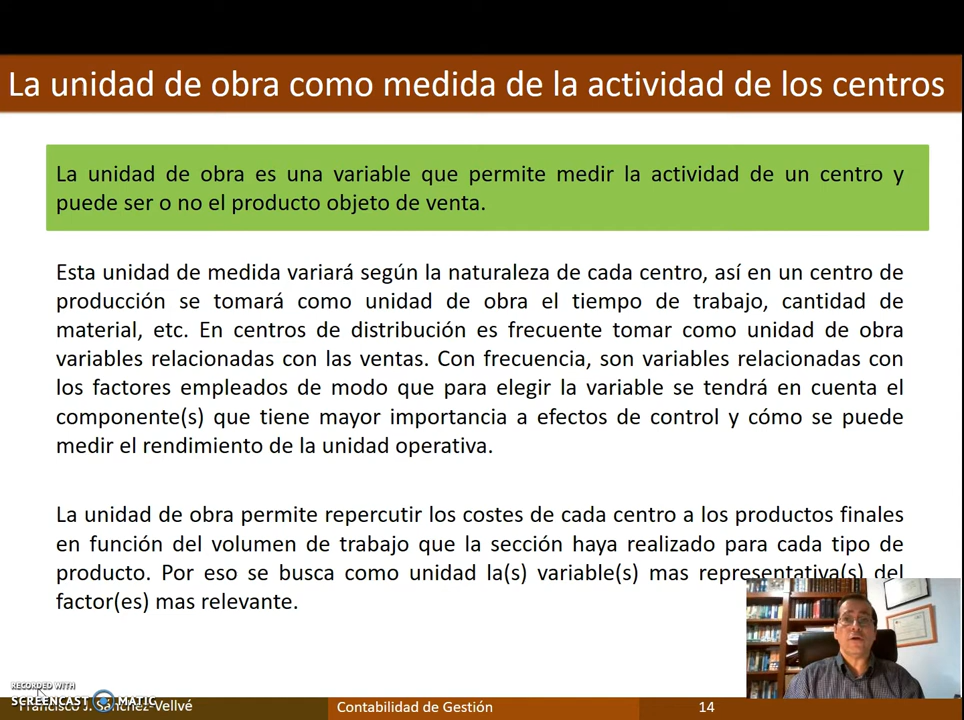 La unidad de obra como medida de la actividad de los centros
La unidad de obra es una variable que permite medir la actividad de un centro y
puede ser o no el producto objeto de venta.
Esta unidad de medida variará según la naturaleza de cada centro, así en un centro de
producción se tomará como unidad de obra el tiempo de trabajo, cantidad de
material, etc. En centros de distribución es frecuente tomar como unidad de obra
variables relacionadas con las ventas. Con frecuencia, son variables relacionadas con
los factores empleados de modo que para elegir la variable se tendrá en cuenta el
componente(s) que tiene mayor importancia a efectos de control y cómo se puede
medir el rendimiento de la unidad operativa.
La unidad de obra permite repercutir los costes de cada centro a los productos finales
en función del volumen de trabajo que la sección haya realizado para cada tipo de
producto. Por eso se busca como unidad la(s) variable(s) mas representativa(s) del
factor(es) mas relevante.
RECORDED WITH
SCREENCAST MATIC
Francisco J. Sánchez-Vellvé
Contabilidad de Gestión
14